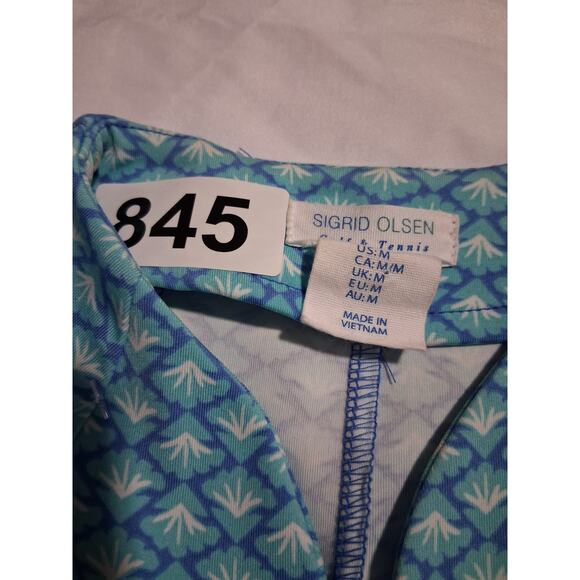 845
SIGRID OLSEN
Golf & Tennis
US: M
CA: M/M
UK: M
EU: M
AU: M
MADE IN
VIETNAM